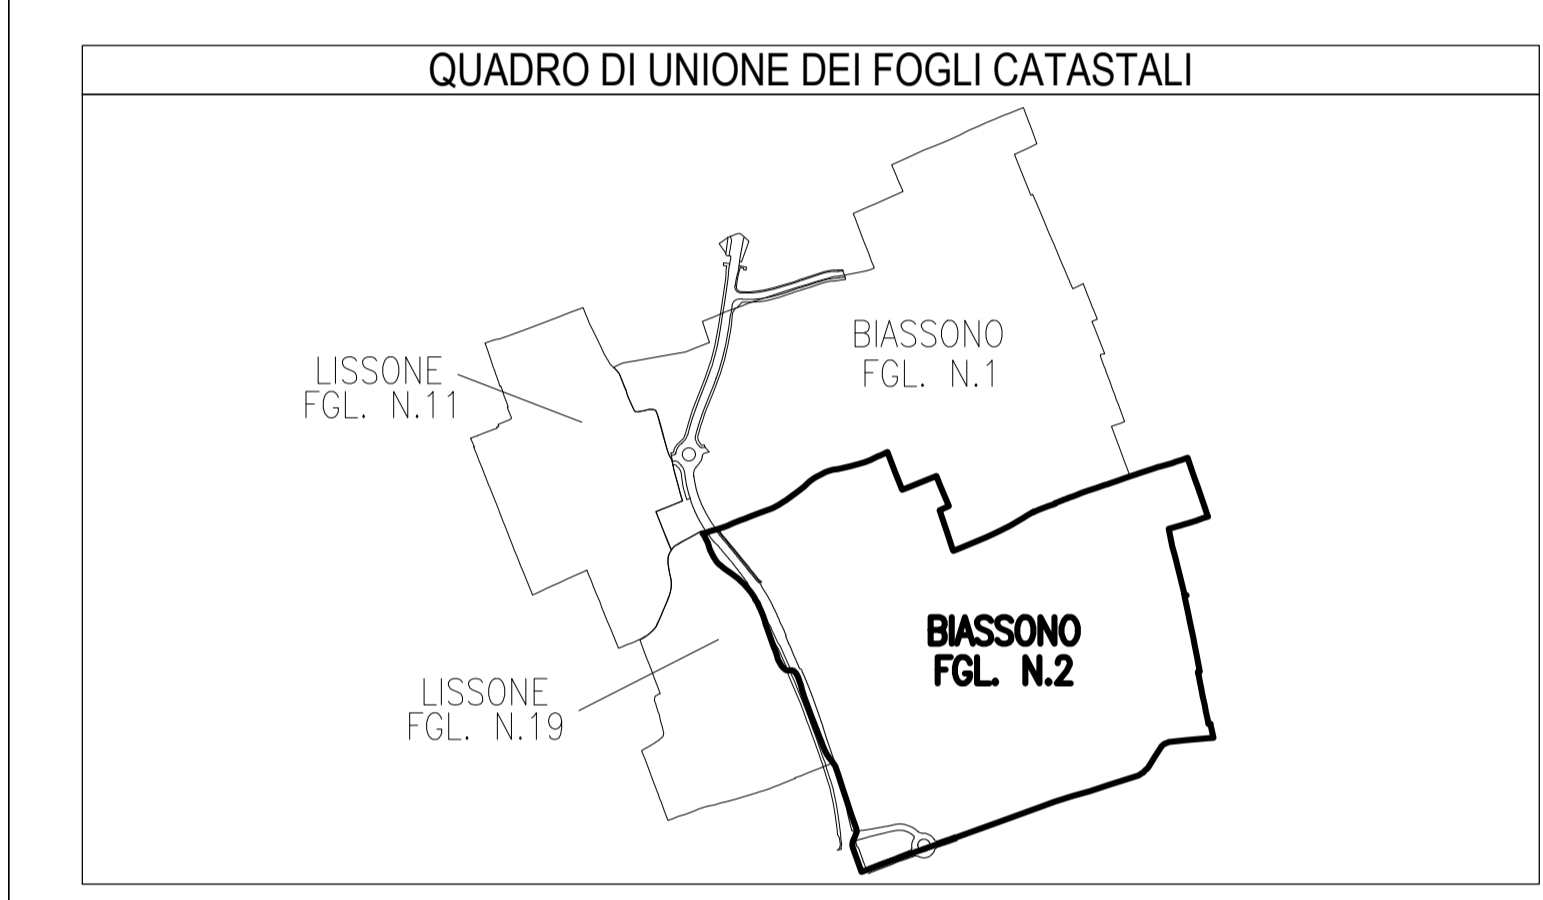 QUADRO DI UNIONE DEI FOGLI CATASTALI
BIASSONO
FGL. N.1
LISSONE
FGL. N.11
BIASSONO
FGL. N.2
LISSONE
FGL. N.19